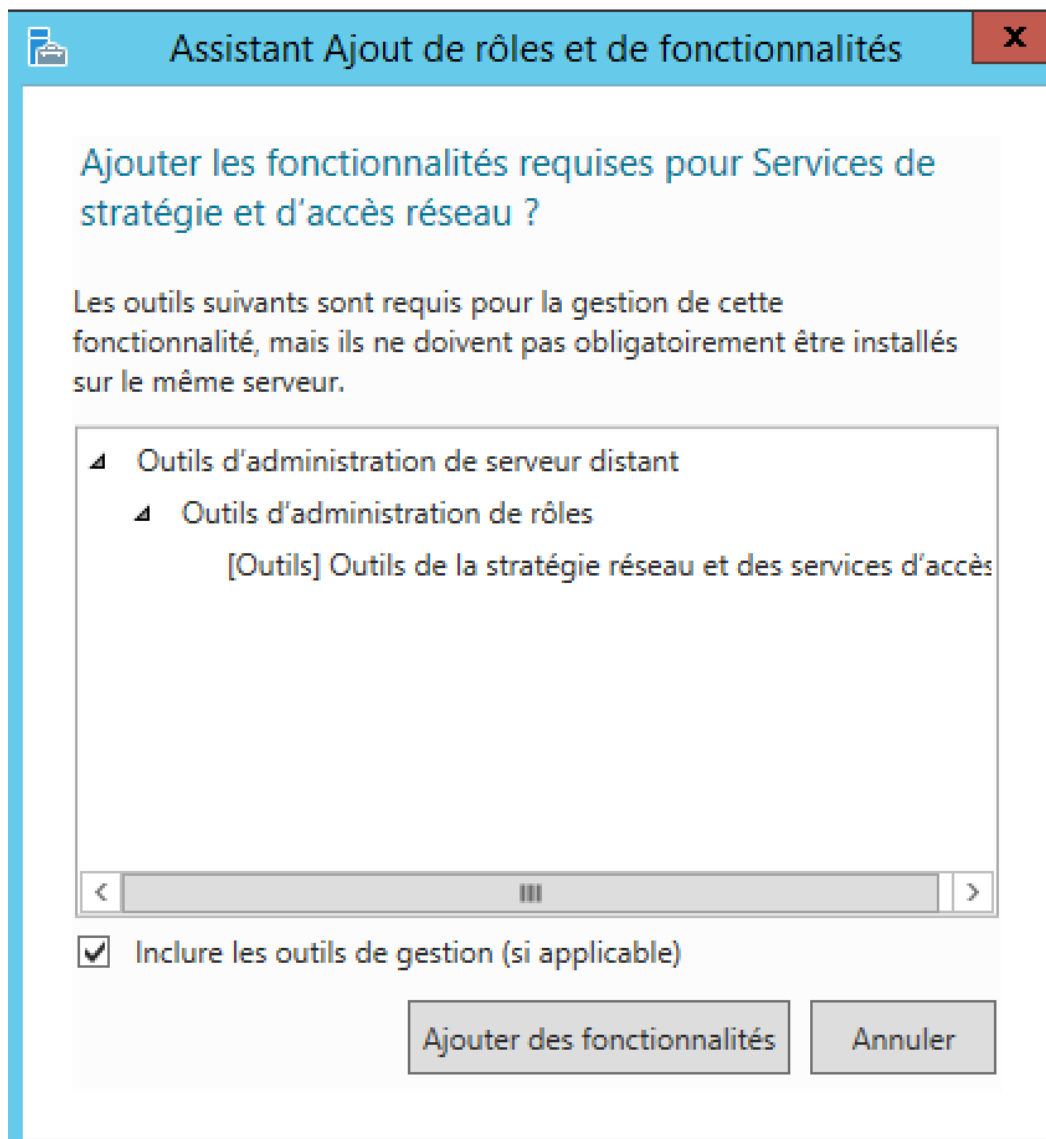 Assistant Ajout de rôles et de fonctionnalités
x
Ajouter les fonctionnalités requises pour Services de
stratégie et d’accès réseau ?
Les outils suivants sont requis pour la gestion de cette
fonctionnalité, mais ils ne doivent pas obligatoirement être installés
sur le même serveur.
Outils d’administration de serveur distant
Outils d’administration de rôles
[Outils] Outils de la stratégie réseau et des services d’accès
Inclure les outils de gestion (si applicable)
Ajouter des fonctionnalités
Annuler